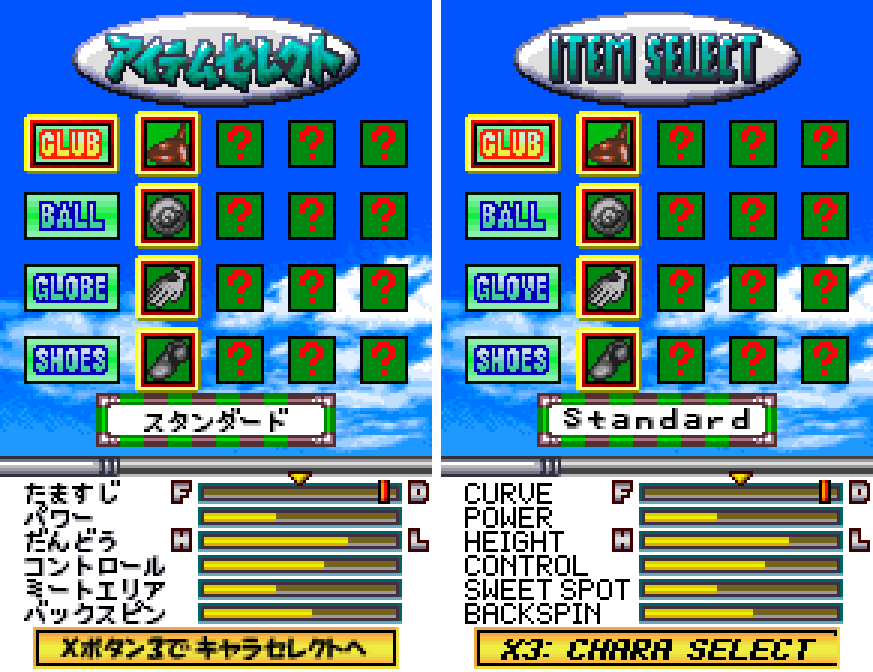 アイテムセレクト
CLUB ? ? ?
BALL ? ? ?
GLOBE ? ? ?
SHOES ? ? ?
スタンダード
たますじ F D
パワー
だんどう H L
コントロール
ミートエリア
バックスピン
Xボタン3で キャラセレクトへ
ITEM SELECT
CLUB ? ? ?
BALL ? ? ?
GLOVE ? ? ?
SHOES ? ? ?
Standard
CURVE F D
POWER
HEIGHT H L
CONTROL
SWEET SPOT
BACKSPIN
X3: CHARA SELECT